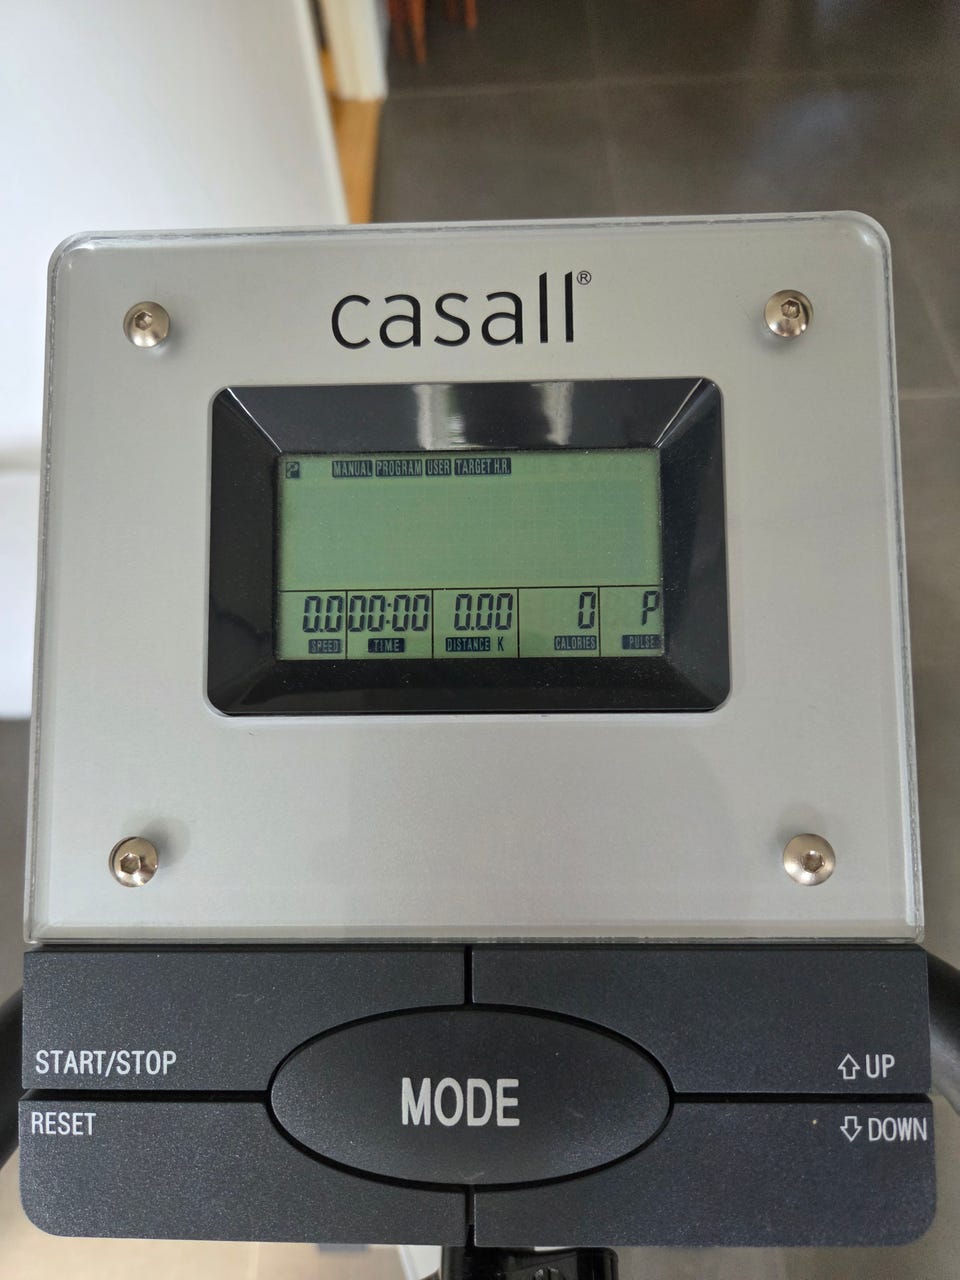 casall®
P MANUAL PROGRAM USER TARGET H.R.
0.0 00:00 0.00 0 P
SPEED TIME DISTANCE K CALORIES PULSE
START/STOP
UP
MODE
RESET
DOWN